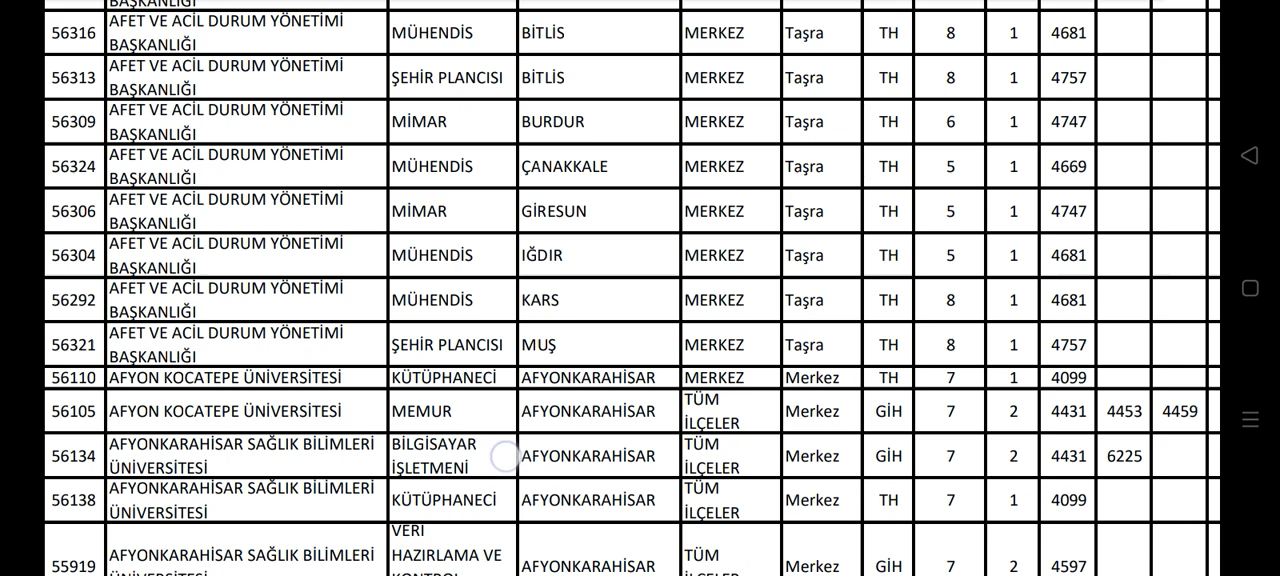 BAŞKANLIĞI
56316 AFET VE ACİL DURUM YÖNETİMİ BAŞKANLIĞI MÜHENDİS BİTLİS MERKEZ Taşra TH 8 1 4681
56313 AFET VE ACİL DURUM YÖNETİMİ BAŞKANLIĞI ŞEHİR PLANCISI BİTLİS MERKEZ Taşra TH 8 1 4757
56309 AFET VE ACİL DURUM YÖNETİMİ BAŞKANLIĞI MİMAR BURDUR MERKEZ Taşra TH 6 1 4747
56324 AFET VE ACİL DURUM YÖNETİMİ BAŞKANLIĞI MÜHENDİS ÇANAKKALE MERKEZ Taşra TH 5 1 4669
56306 AFET VE ACİL DURUM YÖNETİMİ BAŞKANLIĞI MİMAR GİRESUN MERKEZ Taşra TH 5 1 4747
56304 AFET VE ACİL DURUM YÖNETİMİ BAŞKANLIĞI MÜHENDİS IĞDIR MERKEZ Taşra TH 5 1 4681
56292 AFET VE ACİL DURUM YÖNETİMİ BAŞKANLIĞI MÜHENDİS KARS MERKEZ Taşra TH 8 1 4681
56321 AFET VE ACİL DURUM YÖNETİMİ BAŞKANLIĞI ŞEHİR PLANCISI MUŞ MERKEZ Taşra TH 8 1 4757
56110 AFYON KOCATEPE ÜNİVERSİTESİ KÜTÜPHANECİ AFYONKARAHİSAR MERKEZ Merkez TH 7 1 4099
56105 AFYON KOCATEPE ÜNİVERSİTESİ MEMUR AFYONKARAHİSAR TÜM İLÇELER Merkez GİH 7 2 4431 4453 4459
56134 AFYONKARAHİSAR SAĞLIK BİLİMLERİ ÜNİVERSİTESİ BİLGİSAYAR İŞLETMENİ AFYONKARAHİSAR TÜM İLÇELER Merkez GİH 7 2 4431 6225
56138 AFYONKARAHİSAR SAĞLIK BİLİMLERİ ÜNİVERSİTESİ KÜTÜPHANECİ AFYONKARAHİSAR TÜM İLÇELER Merkez TH 7 1 4099
55919 AFYONKARAHİSAR SAĞLIK BİLİMLERİ ÜNİVERSİTESİ VERİ HAZIRLAMA VE KONTROL AFYONKARAHİSAR TÜM İLÇELER Merkez GİH 7 2 4597